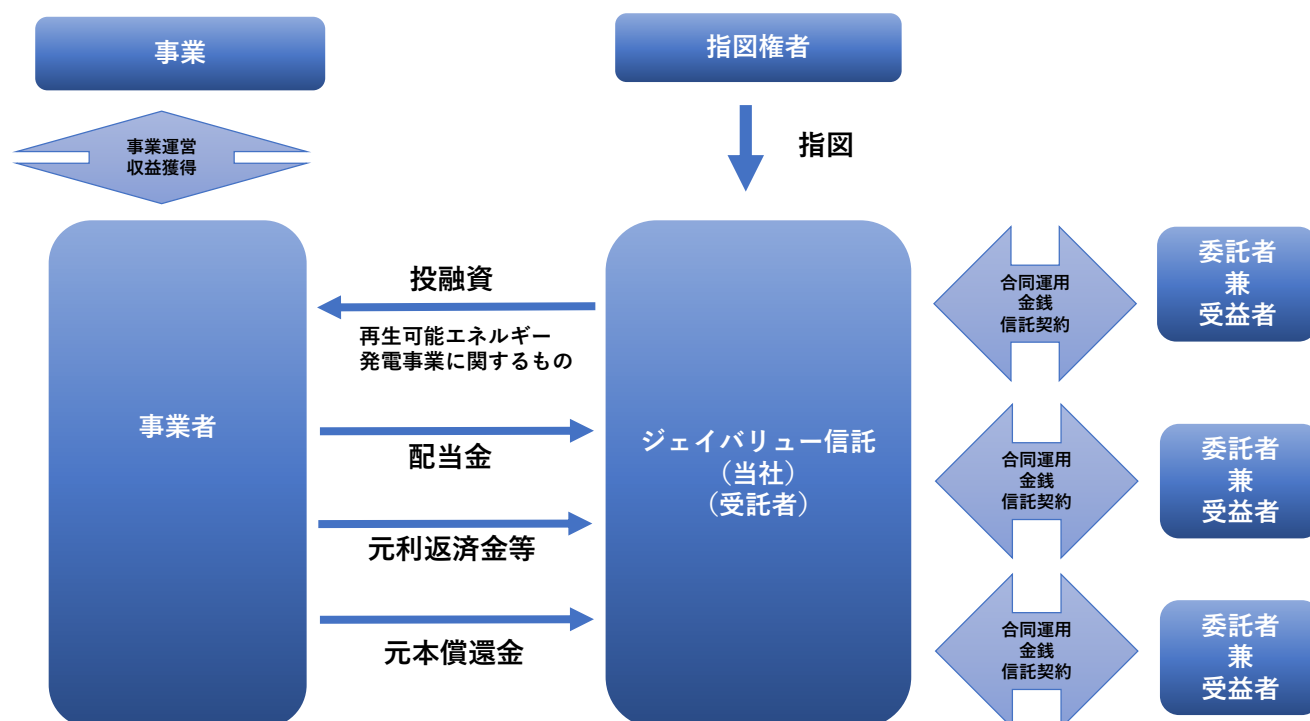 事業
指図権者
事業運営
収益獲得
指図
投融資
再生可能エネルギー
発電事業に関するもの
事業者
配当金
元利返済金等
元本償還金
ジェイバリュー信託
（当社）
（受託者）
合同運用
金銭
信託契約
委託者
兼
受益者
合同運用
金銭
信託契約
委託者
兼
受益者
合同運用
金銭
信託契約
委託者
兼
受益者